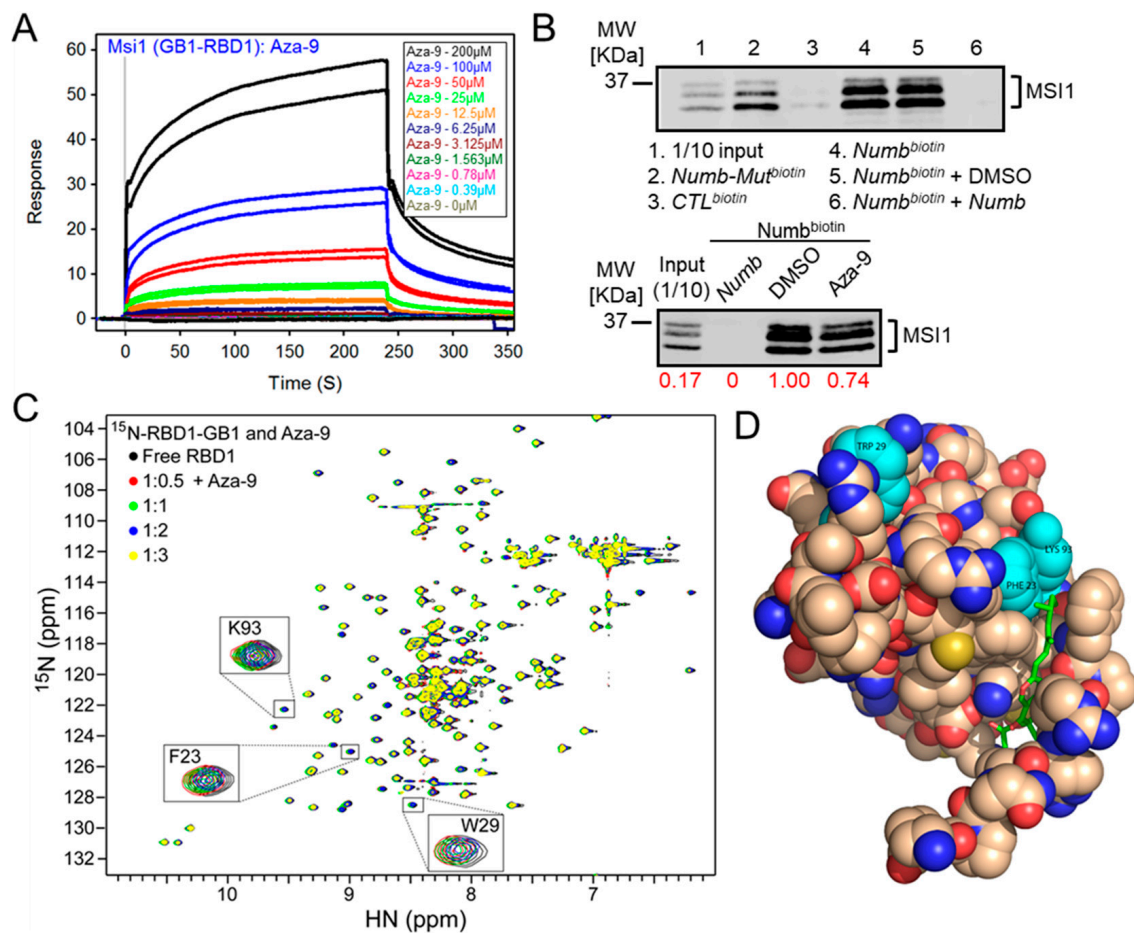 A
Msi1 (GB1-RBD1): Aza-9
Aza-9 - 200µM
Aza-9 - 100µM
Aza-9 - 50µM
Aza-9 - 25µM
Aza-9 - 12.5µM
Aza-9 - 6.25µM
Aza-9 - 3.125µM
Aza-9 - 1.563µM
Aza-9 - 0.78µM
Aza-9 - 0.39µM
Aza-9 - 0µM
60
50
40
30
20
10
0
Response
0 50 100 150 200 250 300 350
Time (S)
B
MW
[KDa]
1 2 3 4 5 6
37
MSI1
1. 1/10 input
2. Numb-Mutbiotin
3. CTLbiotin
4. Numbbiotin
5. Numbbiotin + DMSO
6. Numbbiotin + Numb
Numbbiotin
MW
[KDa]
Input
(1/10)
Numb
DMSO
Aza-9
37
MSI1
0.17 0 1.00 0.74
C
15N-RBD1-GB1 and Aza-9
Free RBD1
1:0.5 + Aza-9
1:1
1:2
1:3
104
106
108
110
112
114
116
118
120
122
124
126
128
130
132
15N (ppm)
K93
F23
W29
10 9 8 7
HN (ppm)
D
TRP 29
LYS 93
PHE 23